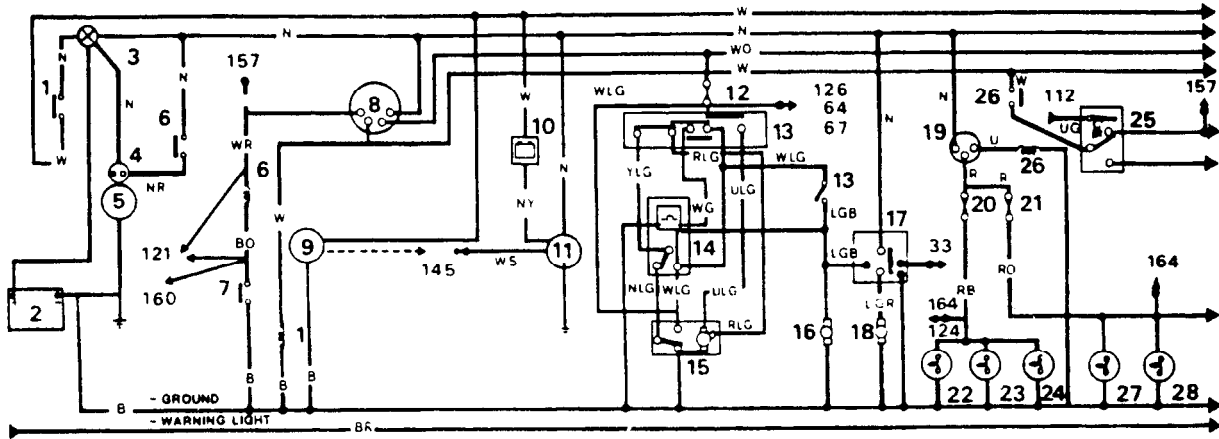 W
N
WO
W
3
N
N
N
157
WLG
W
N
12
126
64
67
W
26
112
157
1
6
8
10
13
UG
25
W
N
4
WR
6
RLG
WLG
19
U
26
NR
YLG
13
R
R
5
W
NY
N
ULG
WG
LGB
17
20
21
BO
9
11
14
LGB
33
121
145
WS
RO
164
160
7
NLG
WLG
ULG
LGR
RB
2
164
1
RLG
16
18
124
B
B
B
15
22
23
24
27
28
B
- GROUND
- WARNING LIGHT
BR